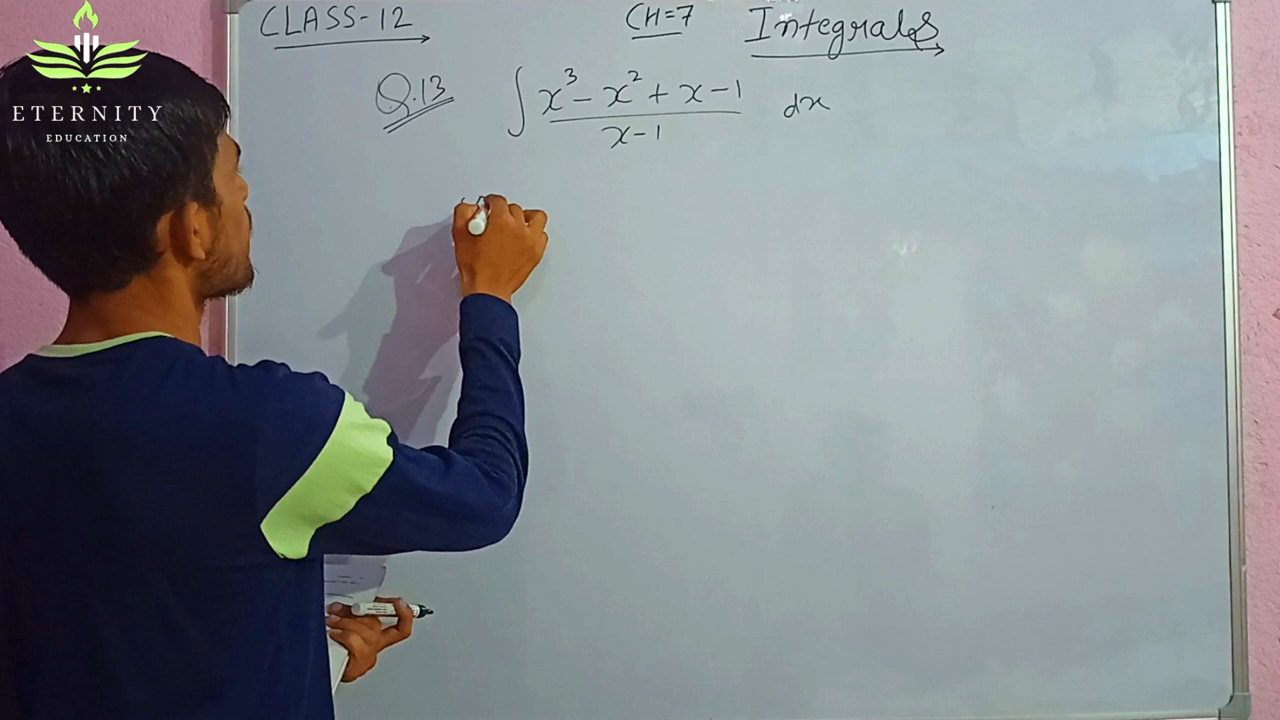 ETERNITY
EDUCATION
CLASS-12 CH=7 Integrals
Q.13 ∫ x³ - x² + x - 1 dx
x - 1